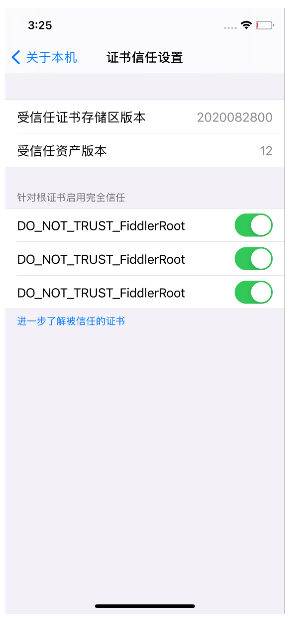 3:25
关于本机
证书信任设置
受信任证书存储区版本 2020082800
受信任资产版本 12
针对根证书启用完全信任
DO_NOT_TRUST_FiddlerRoot
DO_NOT_TRUST_FiddlerRoot
DO_NOT_TRUST_FiddlerRoot
进一步了解被信任的证书